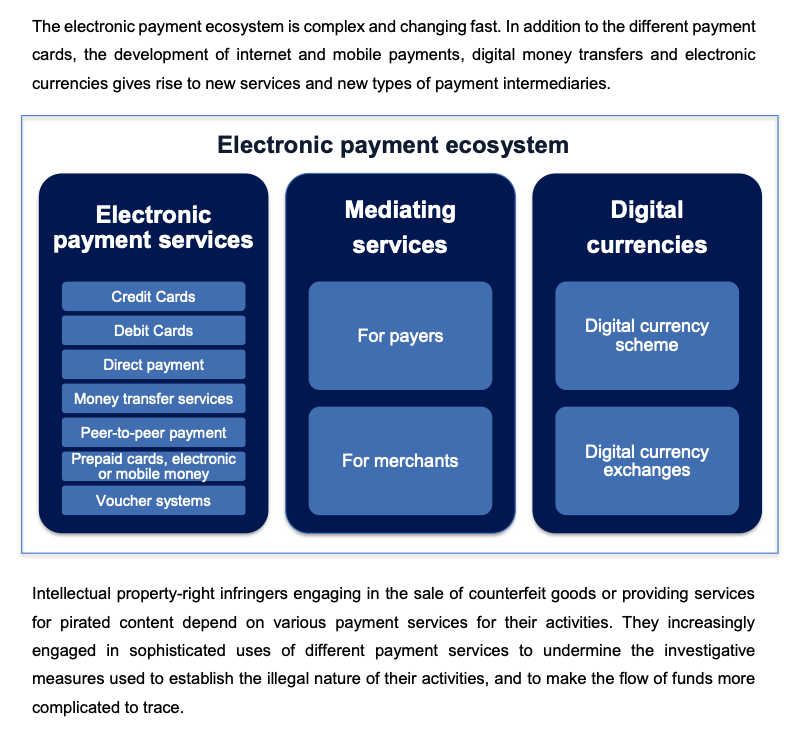 The electronic payment ecosystem is complex and changing fast. In addition to the different payment
cards, the development of internet and mobile payments, digital money transfers and electronic
currencies gives rise to new services and new types of payment intermediaries.
Electronic payment ecosystem
Electronic
payment services
Credit Cards
Debit Cards
Direct payment
Money transfer services
Peer-to-peer payment
Prepaid cards, electronic
or mobile money
Voucher systems
Mediating
services
For payers
For merchants
Digital
currencies
Digital currency
scheme
Digital currency
exchanges
Intellectual property-right infringers engaging in the sale of counterfeit goods or providing services
for pirated content depend on various payment services for their activities. They increasingly
engaged in sophisticated uses of different payment services to undermine the investigative
measures used to establish the illegal nature of their activities, and to make the flow of funds more
complicated to trace.